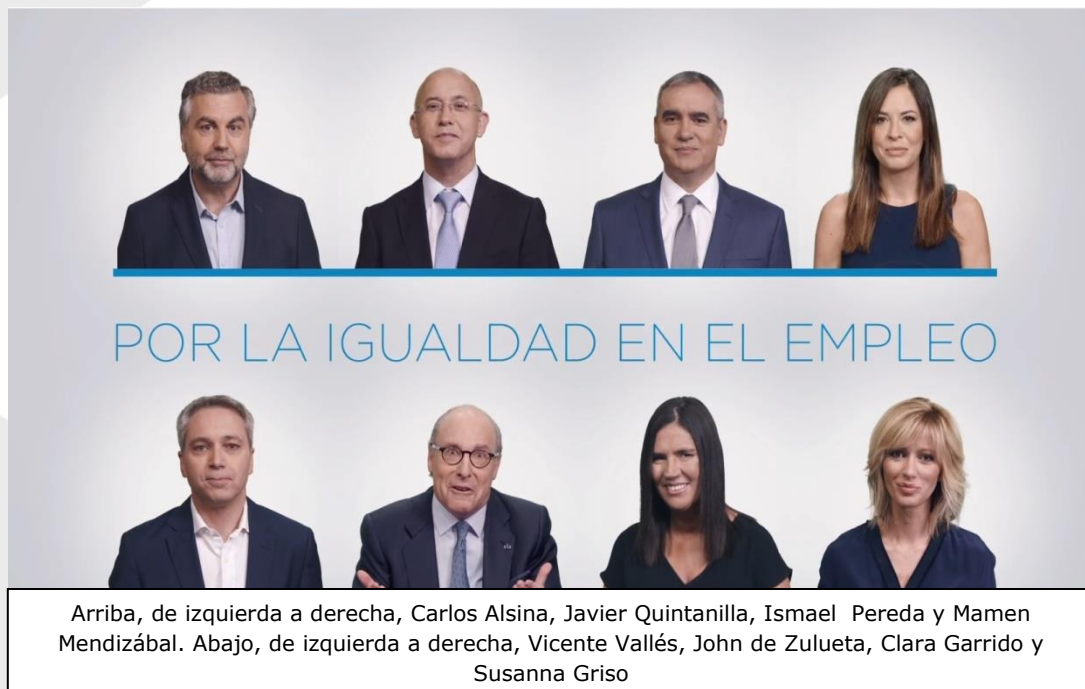 POR LA IGUALDAD EN EL EMPLEO
Arriba, de izquierda a derecha, Carlos Alsina, Javier Quintanilla, Ismael Pereda y Mamen
Mendizábal. Abajo, de izquierda a derecha, Vicente Vallés, John de Zulueta, Clara Garrido y
Susanna Griso